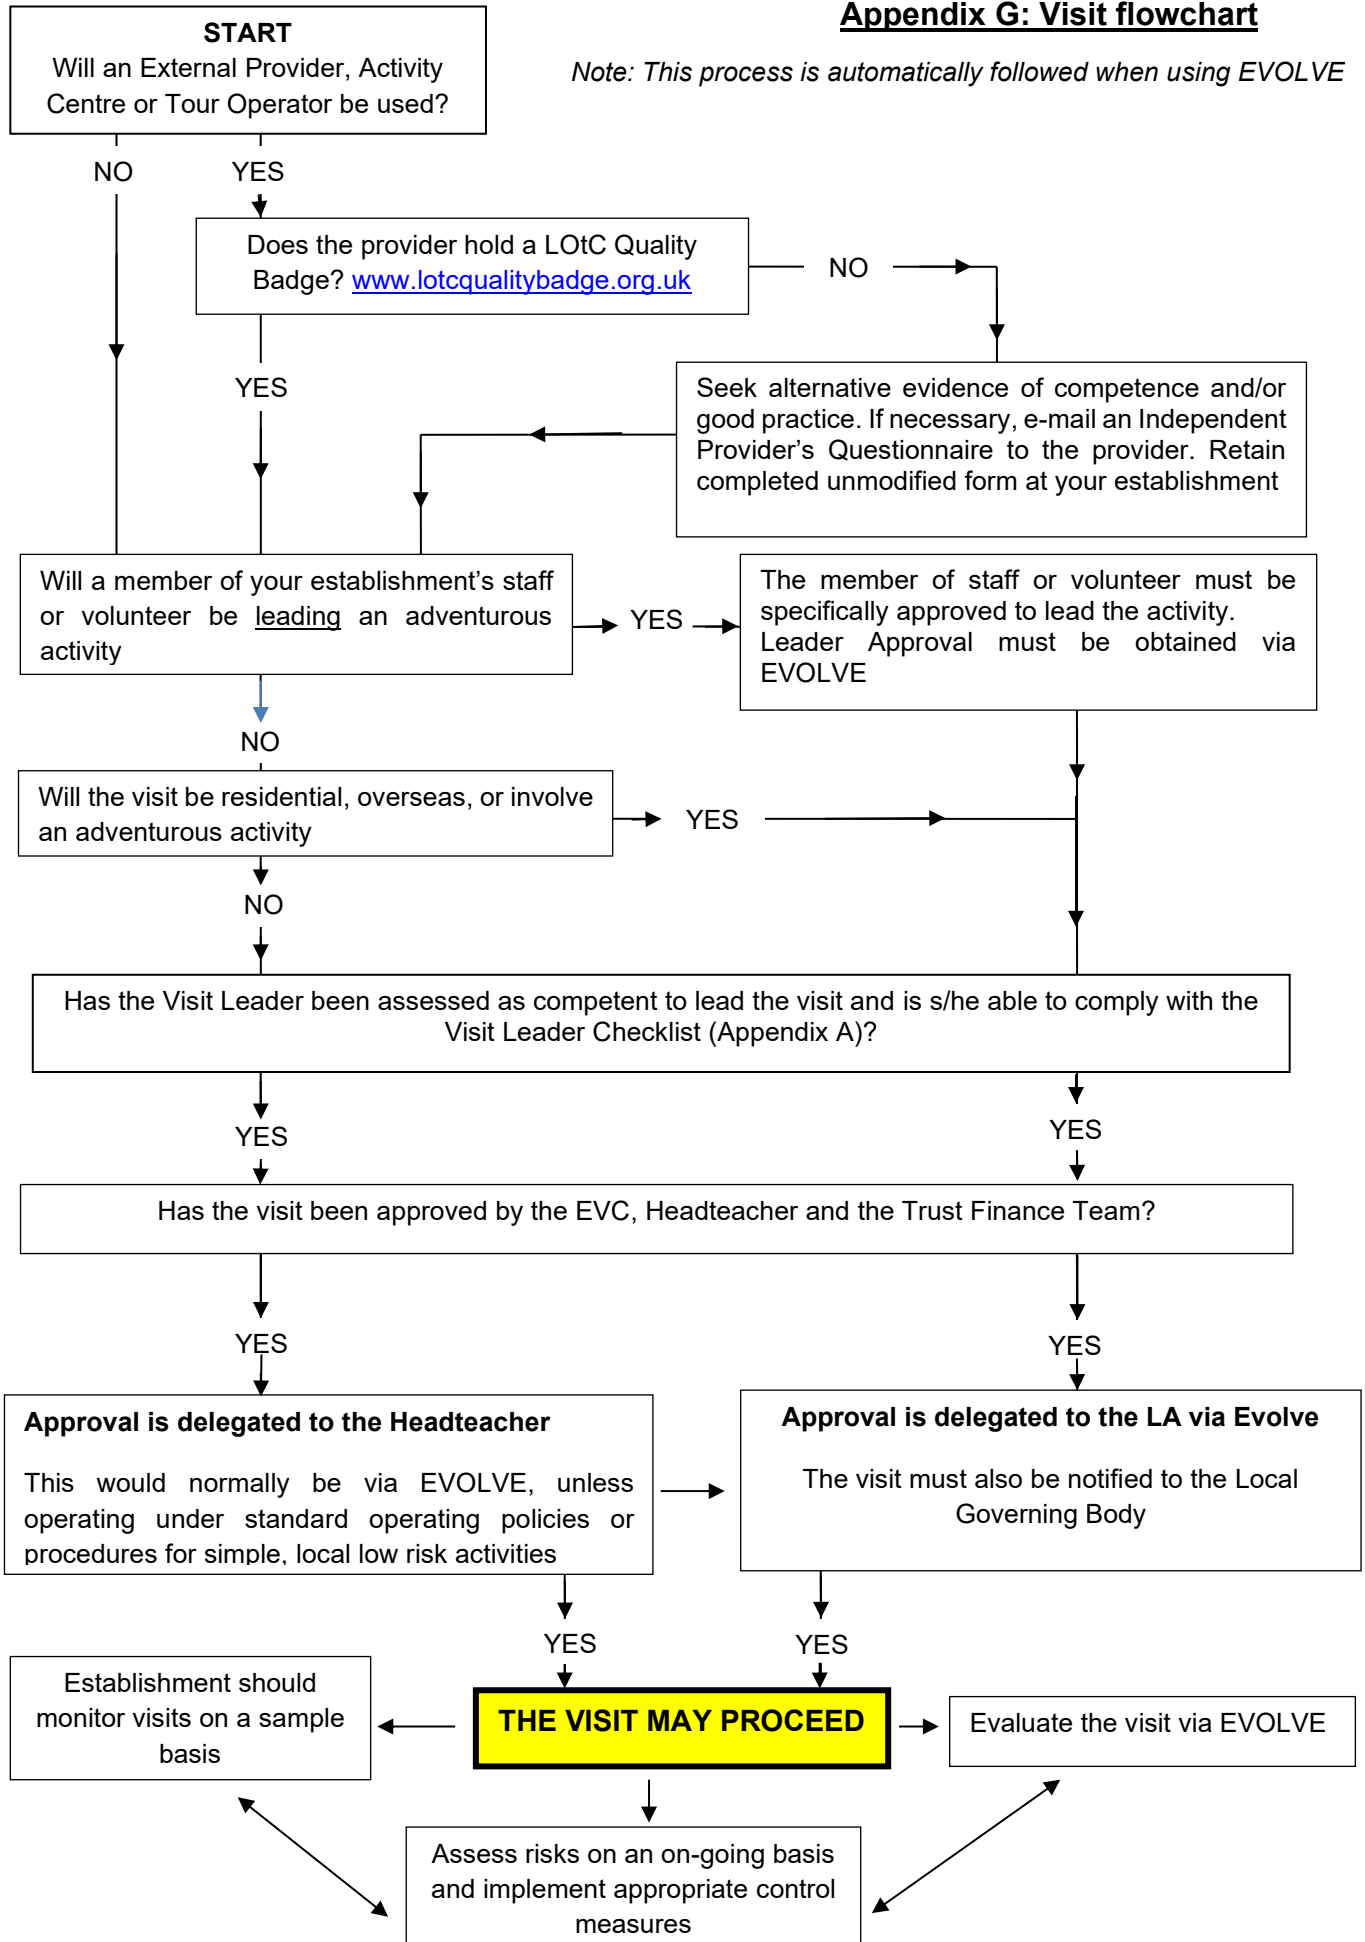 Appendix G: Visit flowchart
Note: This process is automatically followed when using EVOLVE
START
Will an External Provider, Activity
Centre or Tour Operator be used?
NO
YES
Does the provider hold a LOtC Quality
Badge? www.lotcqualitybadge.org.uk
NO
YES
Seek alternative evidence of competence and/or
good practice. If necessary, e-mail an Independent
Provider’s Questionnaire to the provider. Retain
completed unmodified form at your establishment
Will a member of your establishment’s staff
or volunteer be leading an adventurous
activity
YES
The member of staff or volunteer must be
specifically approved to lead the activity.
Leader Approval must be obtained via
EVOLVE
NO
Will the visit be residential, overseas, or involve
an adventurous activity
YES
NO
Has the Visit Leader been assessed as competent to lead the visit and is s/he able to comply with the
Visit Leader Checklist (Appendix A)?
YES
YES
Has the visit been approved by the EVC, Headteacher and the Trust Finance Team?
YES
YES
Approval is delegated to the Headteacher
This would normally be via EVOLVE, unless
operating under standard operating policies or
procedures for simple, local low risk activities
Approval is delegated to the LA via Evolve
The visit must also be notified to the Local
Governing Body
YES
YES
Establishment should
monitor visits on a sample
basis
THE VISIT MAY PROCEED
Evaluate the visit via EVOLVE
Assess risks on an on-going basis
and implement appropriate control
measures